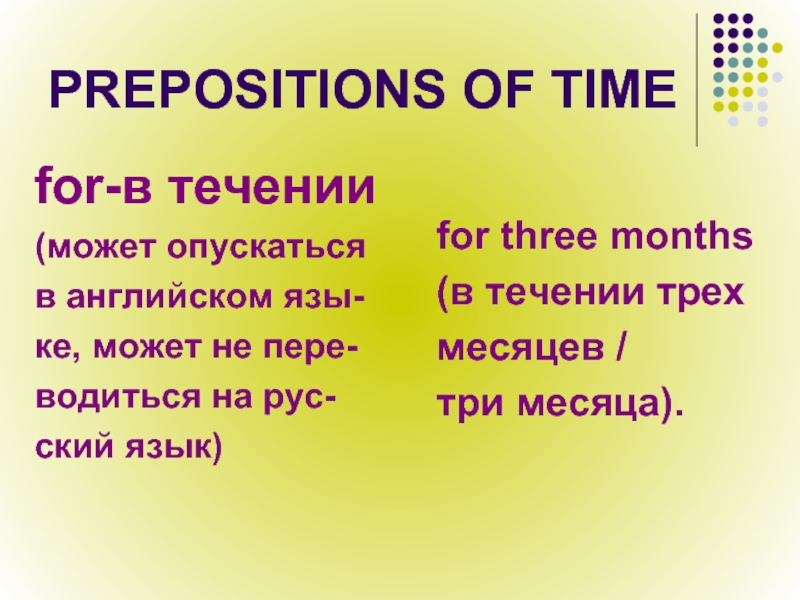 PREPOSITIONS OF TIME
for-в течении
(может опускаться
в английском язы-
ке, может не пере-
водиться на рус-
ский язык)
for three months
(в течении трех
месяцев /
три месяца).